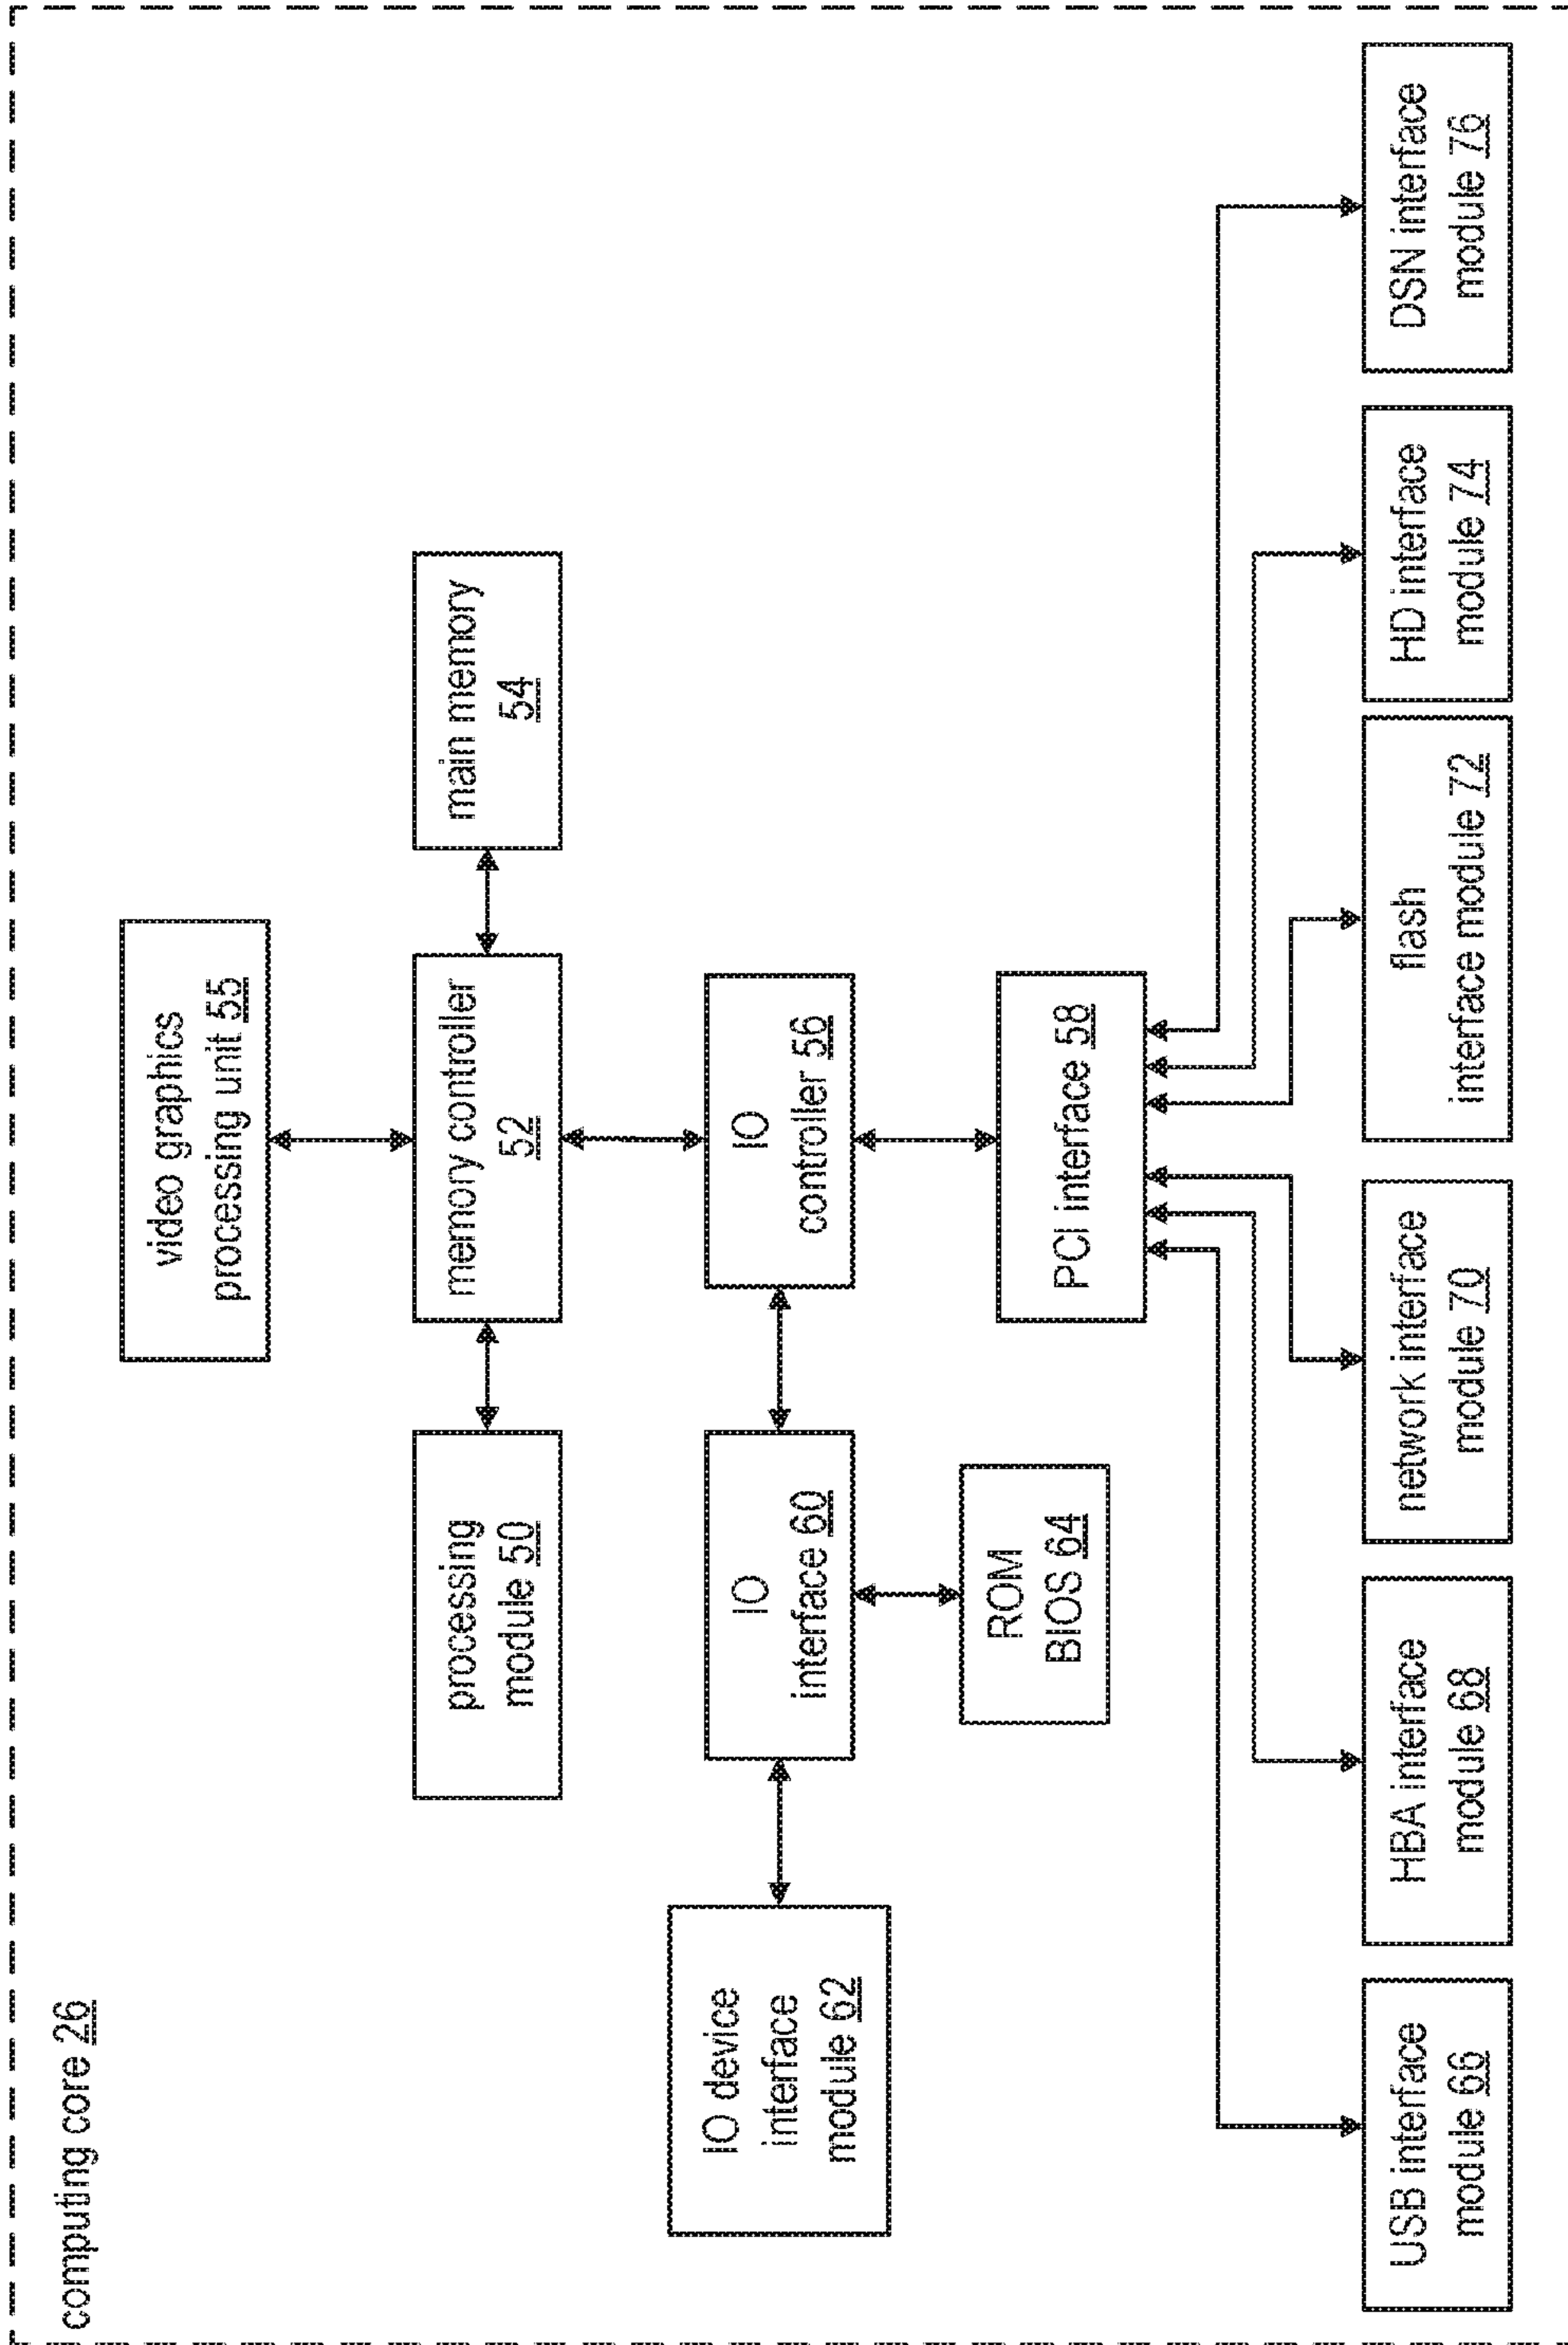 computing core 26
video graphics
processing unit 55
processing
module 50
memory controller
52
main memory
54
IO device
interface
module 62
IO
interface 60
IO
controller 56
ROM
BIOS 64
PCI interface 58
USB interface
module 66
HBA interface
module 68
network interface
module 70
flash
interface module 72
HD interface
module 74
DSN interface
module 76